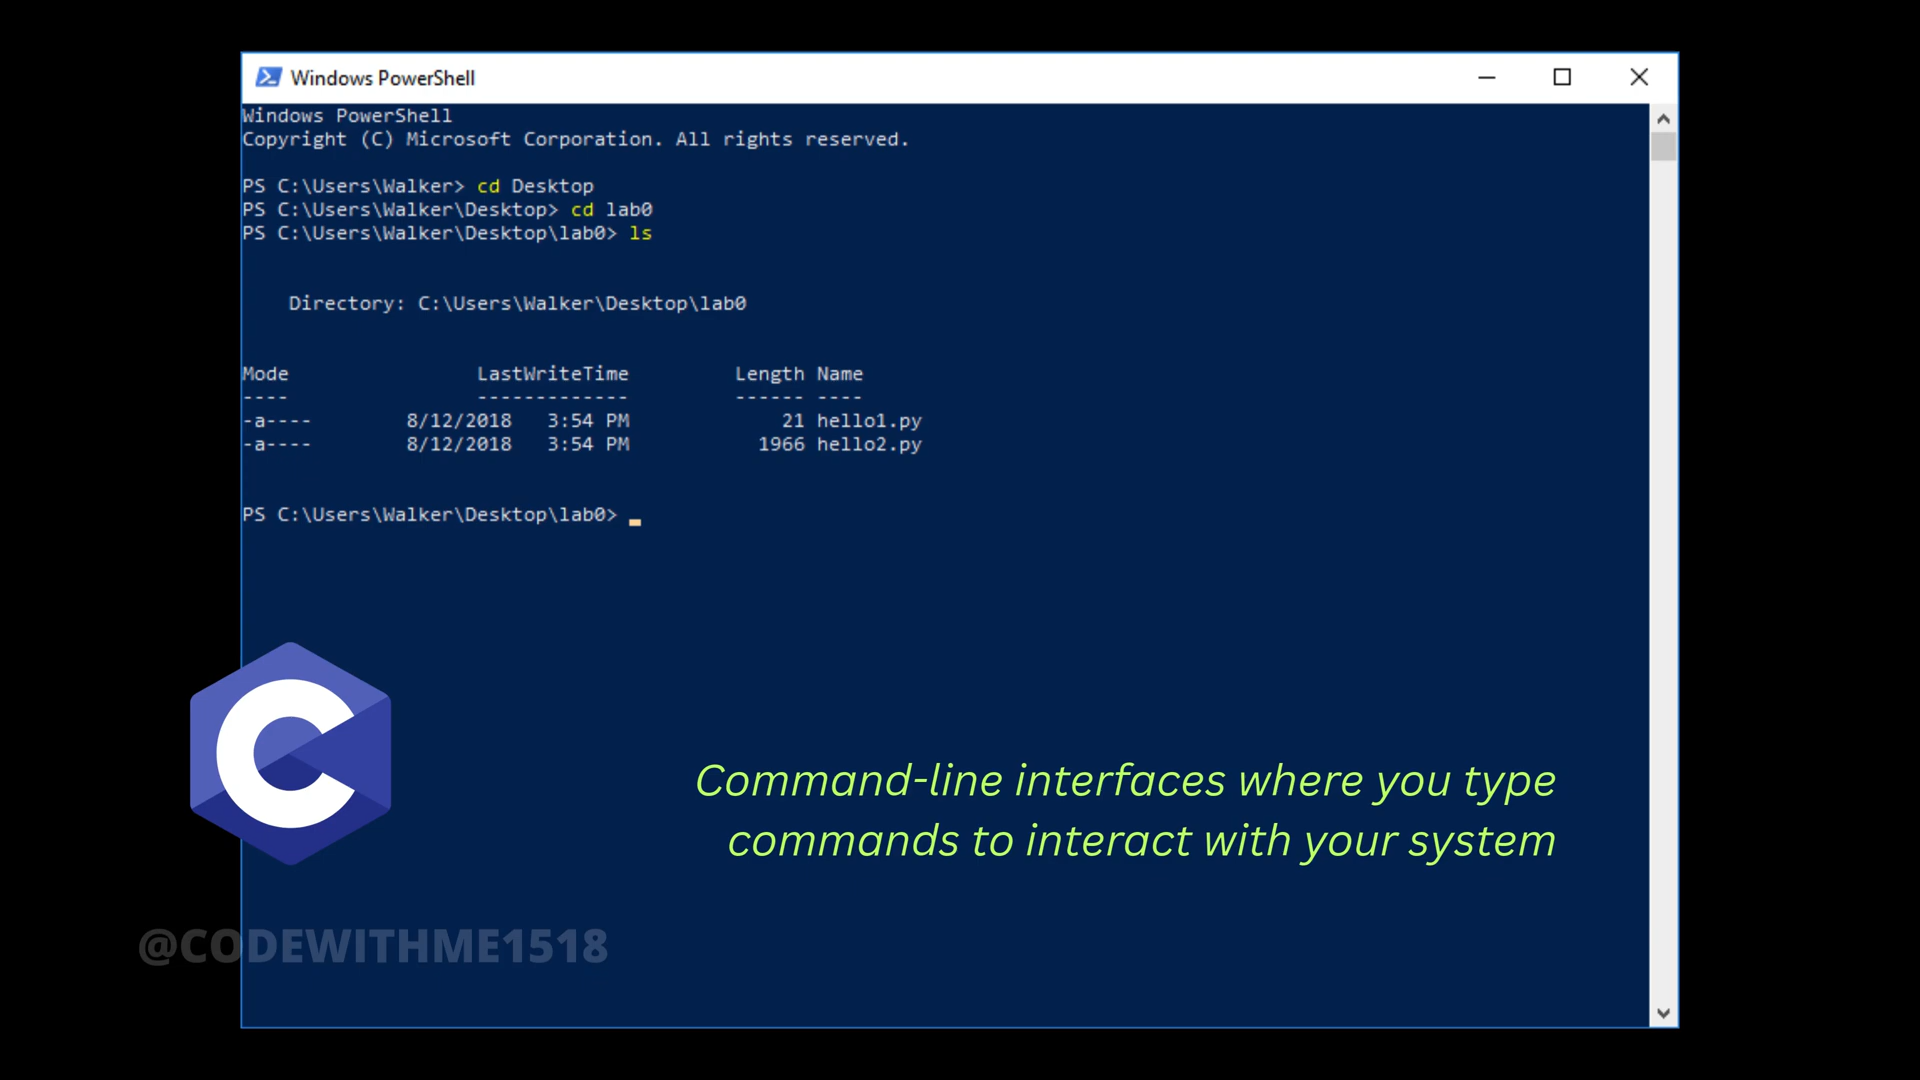 Windows PowerShell
Windows PowerShell
Copyright (C) Microsoft Corporation. All rights reserved.
PS C:\Users\Walker> cd Desktop
PS C:\Users\Walker\Desktop> cd lab0
PS C:\Users\Walker\Desktop\lab0> ls
Directory: C:\Users\Walker\Desktop\lab0
Mode LastWriteTime Length Name
---- ------------- ------ ----
-a---- 8/12/2018 3:54 PM 21 hello1.py
-a---- 8/12/2018 3:54 PM 1966 hello2.py
PS C:\Users\Walker\Desktop\lab0>
C
Command-line interfaces where you type
commands to interact with your system
@CODEWITHME1518